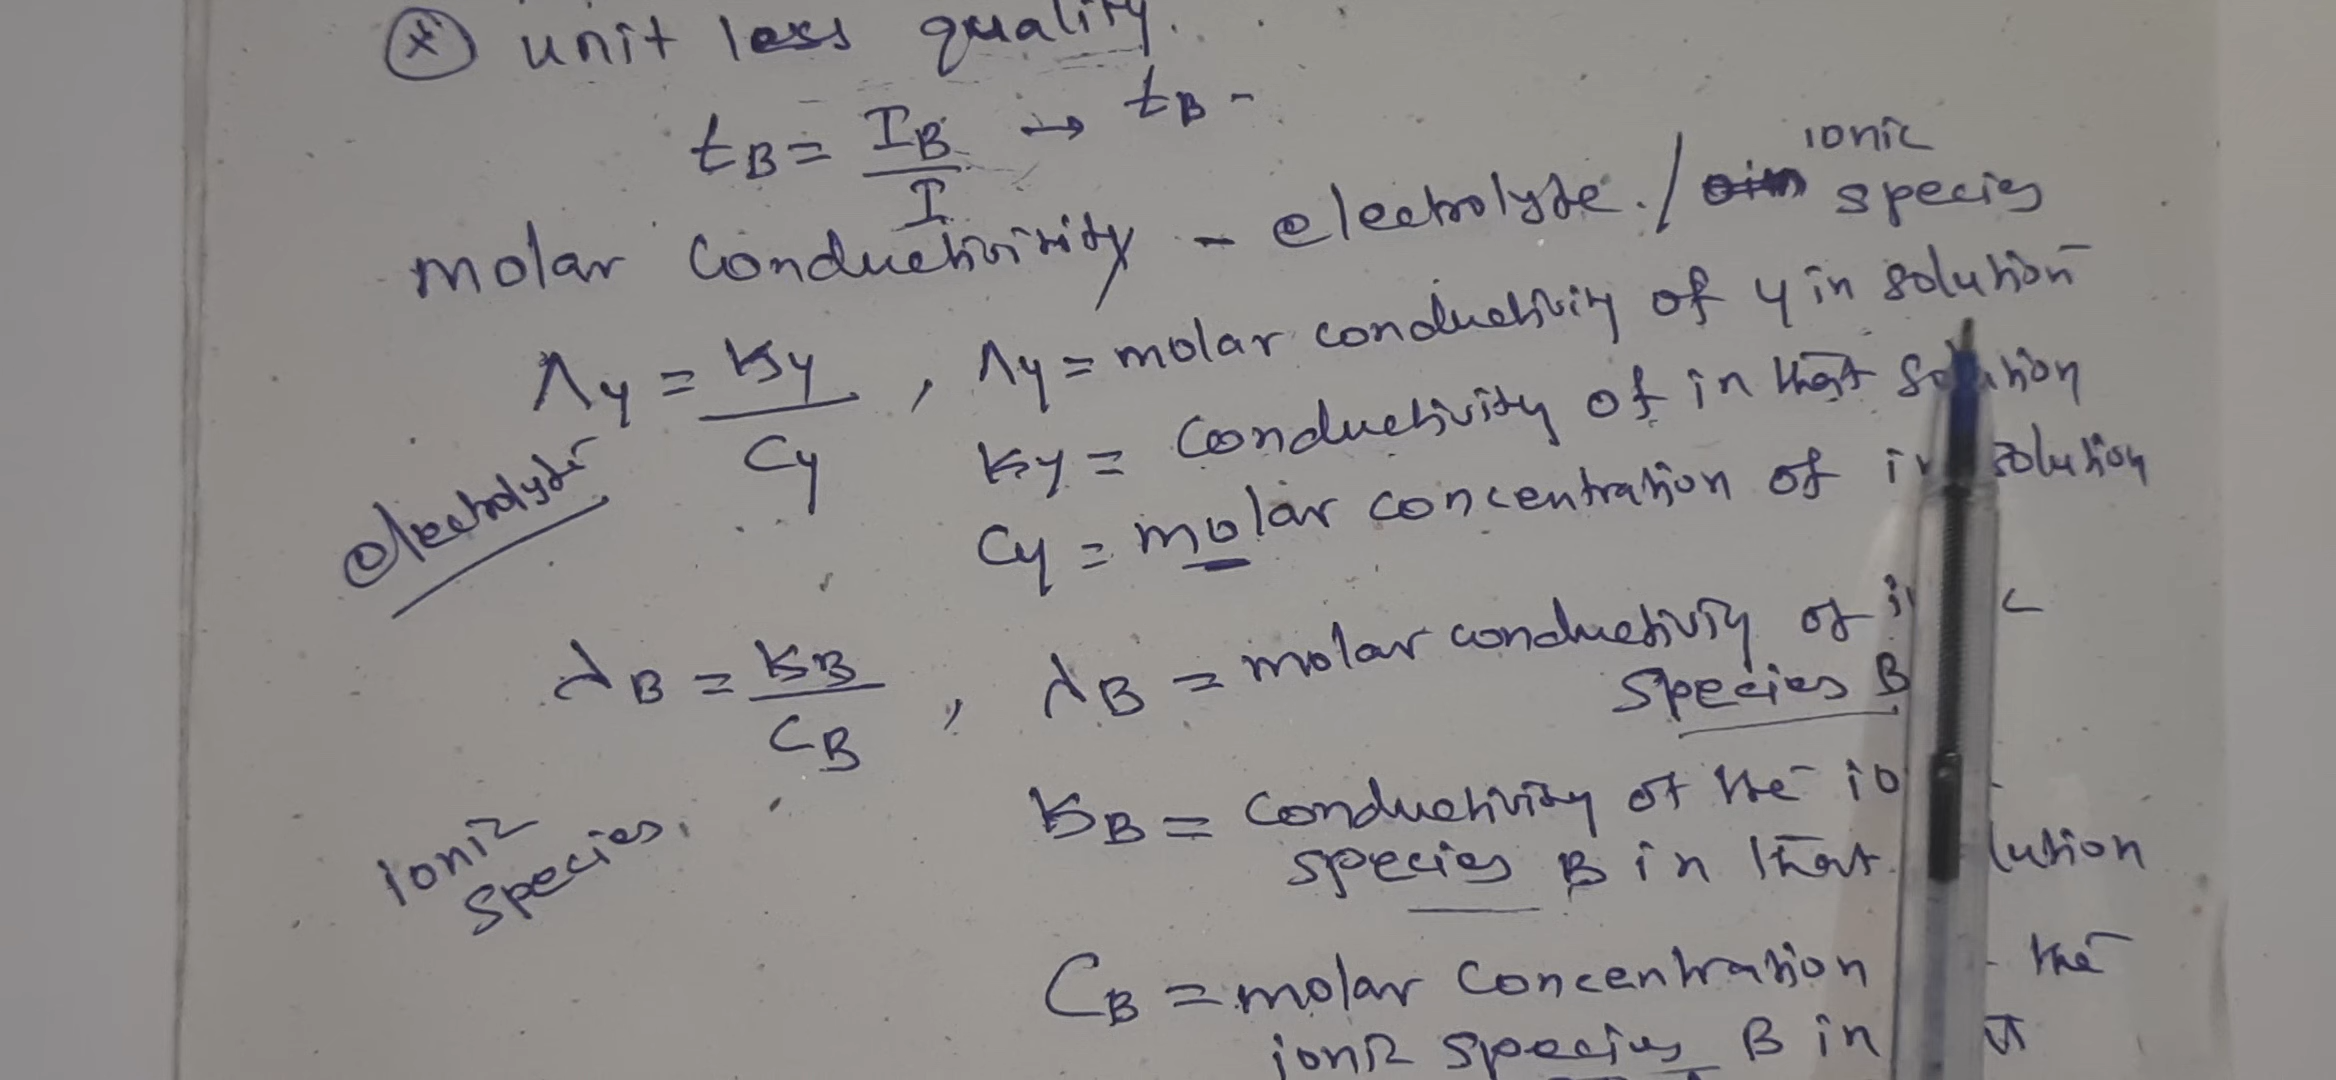 * unit less quality.
tB = IB / I → tB -
molar conductivity - electrolyte. / ionic species
Λy = κy / Cy , Λy = molar conductivity of y in solution
electrolyte
κy = conductivity of in that solution
Cy = molar concentration of in solution
λB = κB / CB , λB = molar conductivity of
species B
ionic species.
κB = conductivity of the
species B in that
CB = molar concentration the
ionic species B in